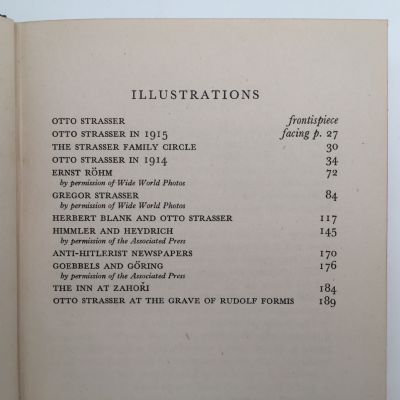 ILLUSTRATIONS
OTTO STRASSER frontispiece
OTTO STRASSER IN 1915 facing p. 27
THE STRASSER FAMILY CIRCLE 30
OTTO STRASSER IN 1914 34
ERNST RÖHM 72
by permission of Wide World Photos
GREGOR STRASSER 84
by permission of Wide World Photos
HERBERT BLANK AND OTTO STRASSER 117
HIMMLER AND HEYDRICH 145
by permission of the Associated Press
ANTI-HITLERIST NEWSPAPERS 170
GOEBBELS AND GÖRING 176
by permission of the Associated Press
THE INN AT ZAHOŘI 184
OTTO STRASSER AT THE GRAVE OF RUDOLF FORMIS 189